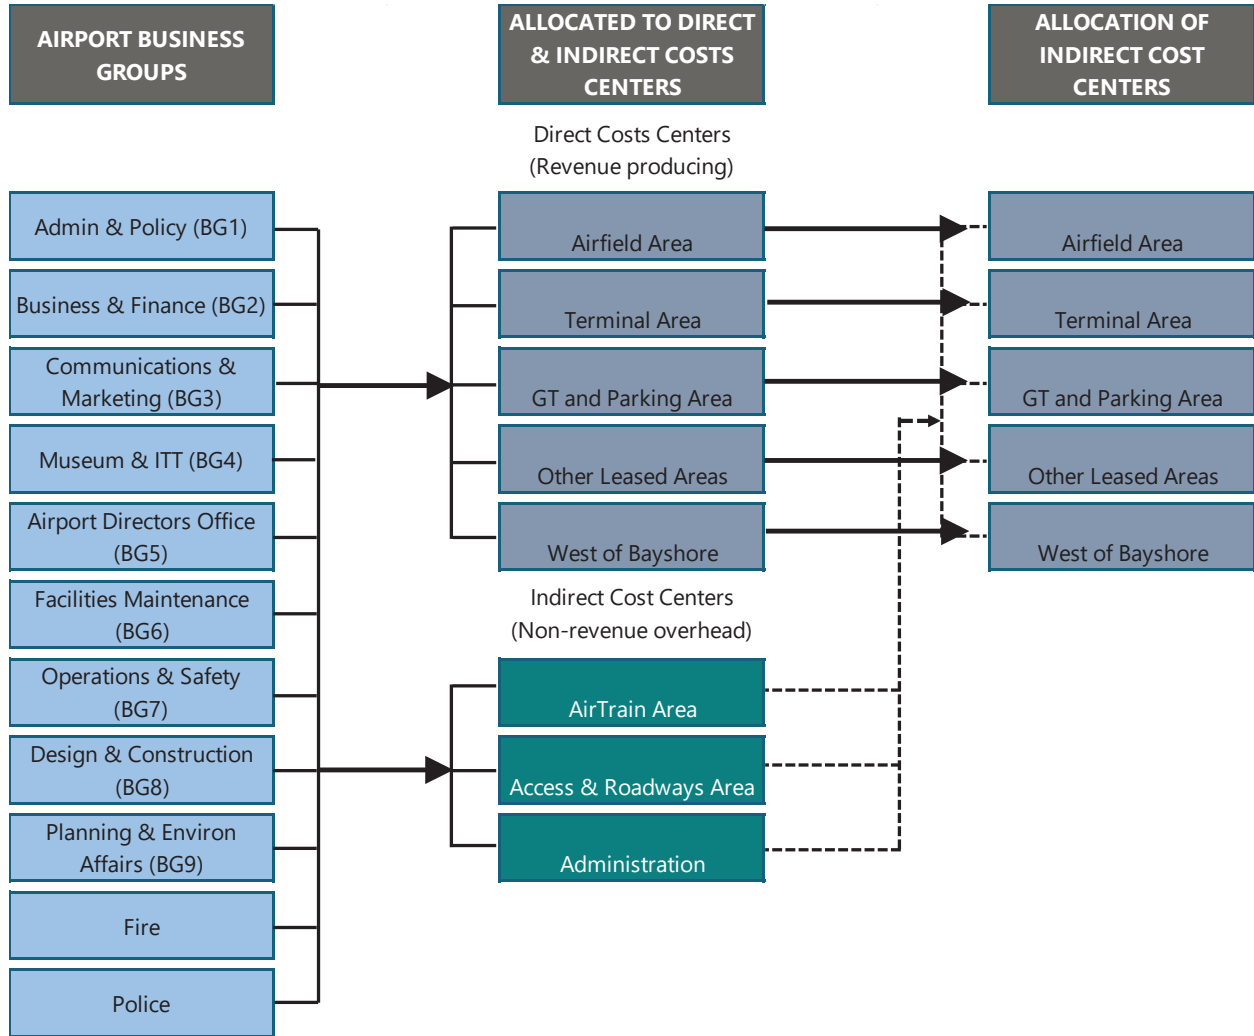 AIRPORT BUSINESS
GROUPS
ALLOCATED TO DIRECT
& INDIRECT COSTS
CENTERS
ALLOCATION OF
INDIRECT COST
CENTERS
Direct Costs Centers
(Revenue producing)
Admin & Policy (BG1)
Business & Finance (BG2)
Communications &
Marketing (BG3)
Museum & ITT (BG4)
Airport Directors Office
(BG5)
Facilities Maintenance
(BG6)
Operations & Safety
(BG7)
Design & Construction
(BG8)
Planning & Environ
Affairs (BG9)
Fire
Police
Airfield Area
Terminal Area
GT and Parking Area
Other Leased Areas
West of Bayshore
Indirect Cost Centers
(Non-revenue overhead)
AirTrain Area
Access & Roadways Area
Administration
Airfield Area
Terminal Area
GT and Parking Area
Other Leased Areas
West of Bayshore